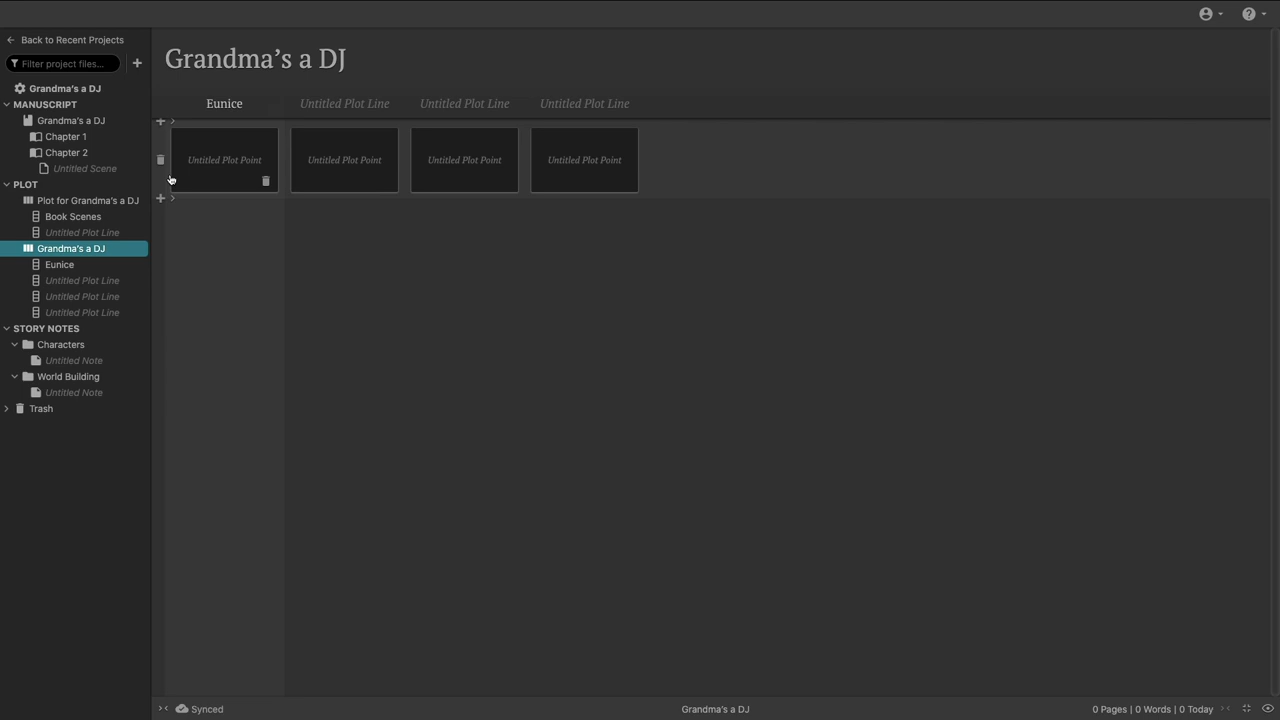 Back to Recent Projects
Filter project files...
Grandma's a DJ
MANUSCRIPT
Grandma's a DJ
Chapter 1
Chapter 2
Untitled Scene
PLOT
Plot for Grandma's a DJ
Book Scenes
Untitled Plot Line
Grandma's a DJ
Eunice
Untitled Plot Line
Untitled Plot Line
Untitled Plot Line
STORY NOTES
Characters
Untitled Note
World Building
Untitled Note
Trash
Grandma's a DJ
Eunice Untitled Plot Line Untitled Plot Line Untitled Plot Line
Untitled Plot Point Untitled Plot Point Untitled Plot Point Untitled Plot Point
Synced Grandma's a DJ 0 Pages | 0 Words | 0 Today